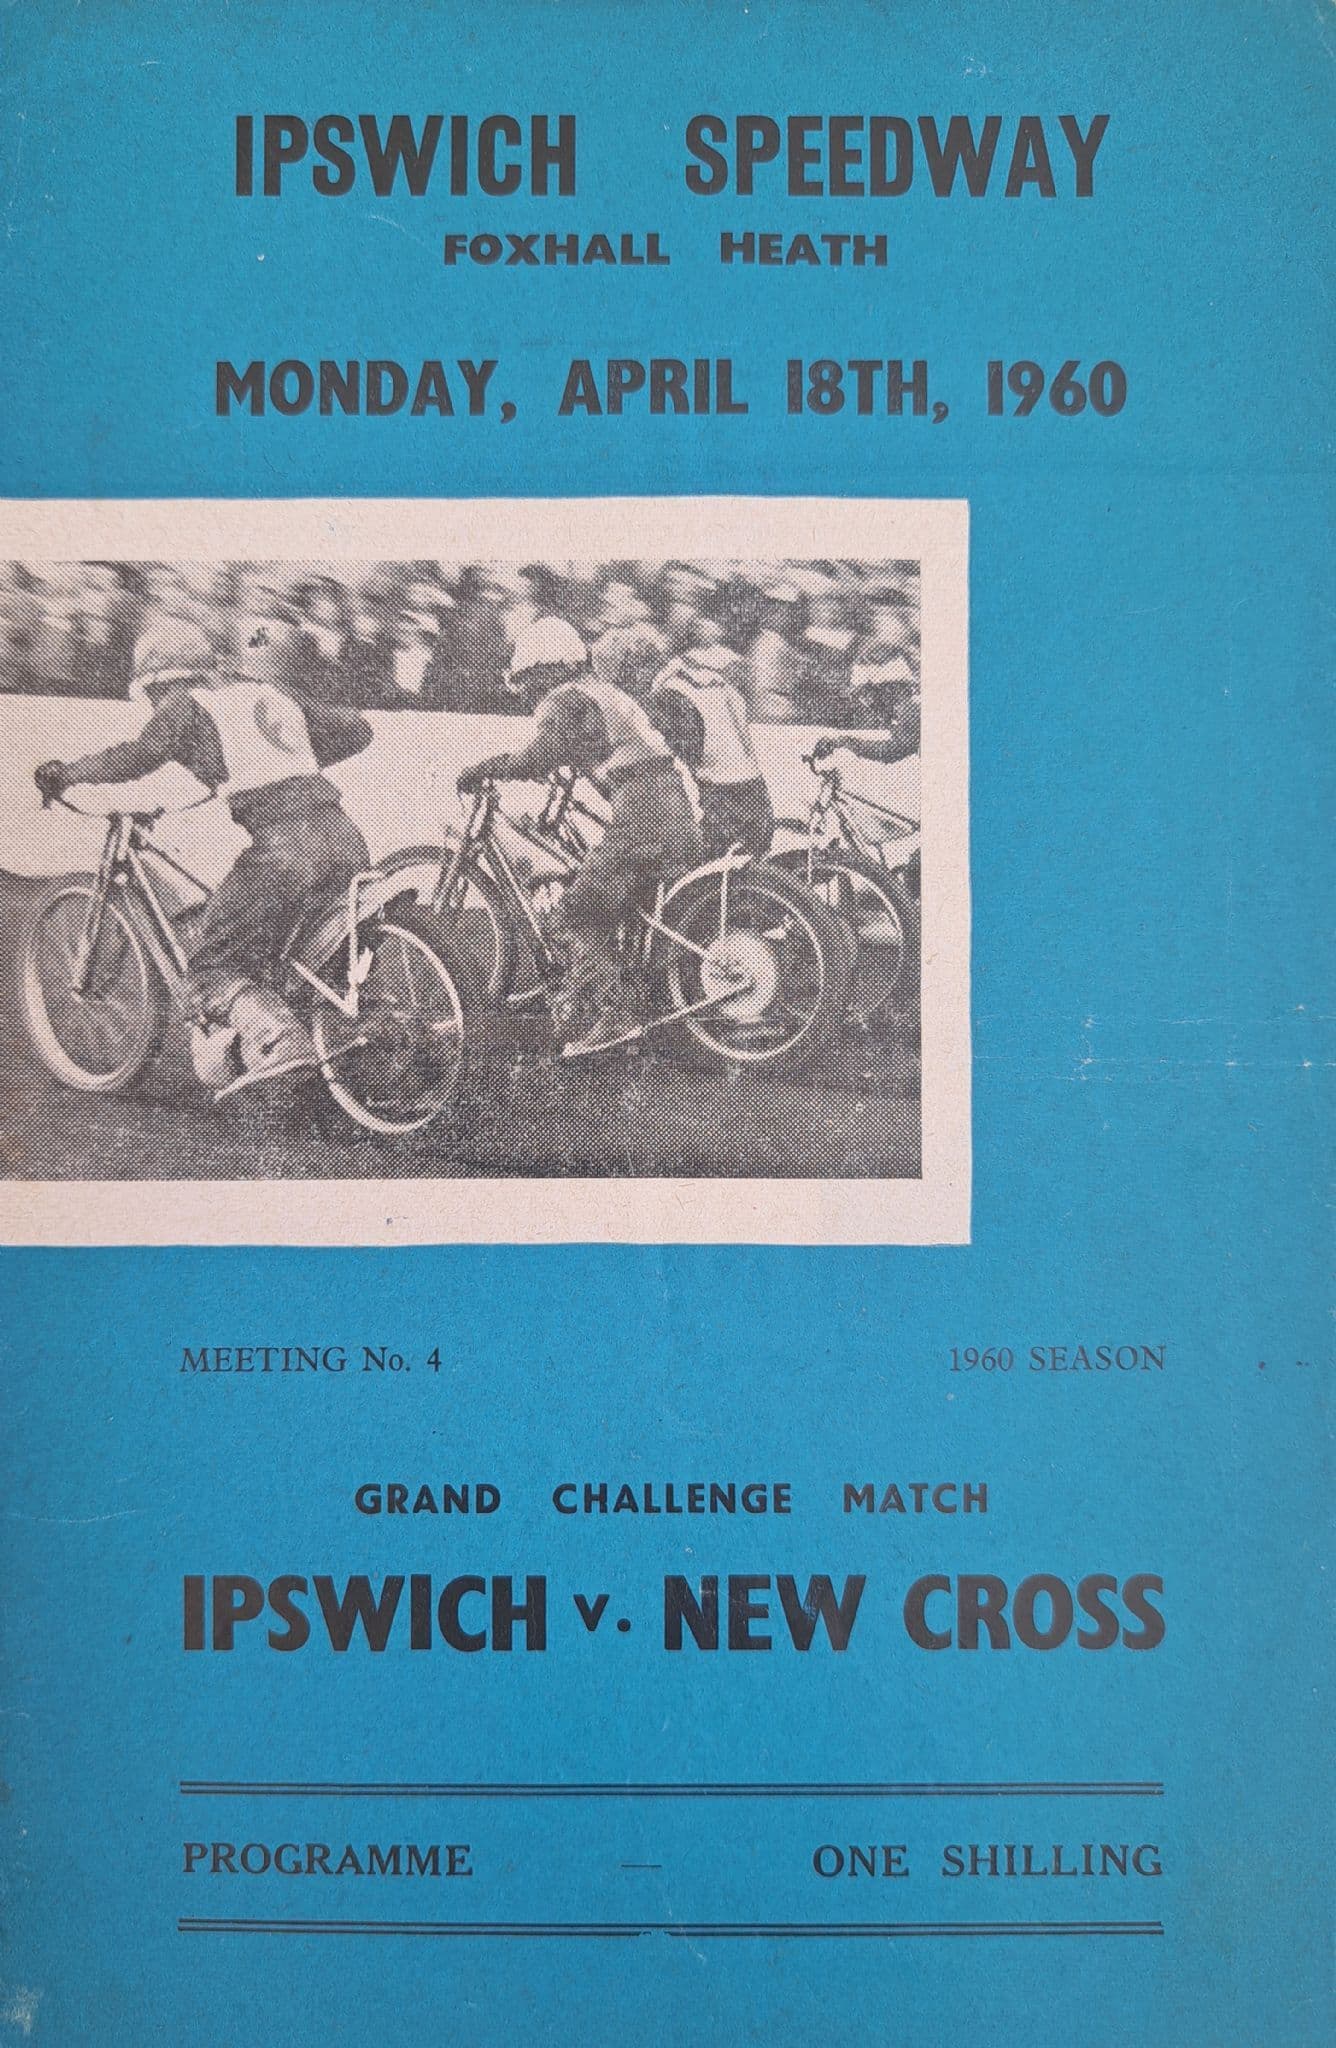 IPSWICH SPEEDWAY
FOXHALL HEATH
MONDAY, APRIL 18TH, 1960
MEETING No. 4 1960 SEASON
GRAND CHALLENGE MATCH
IPSWICH v. NEW CROSS
PROGRAMME — ONE SHILLING